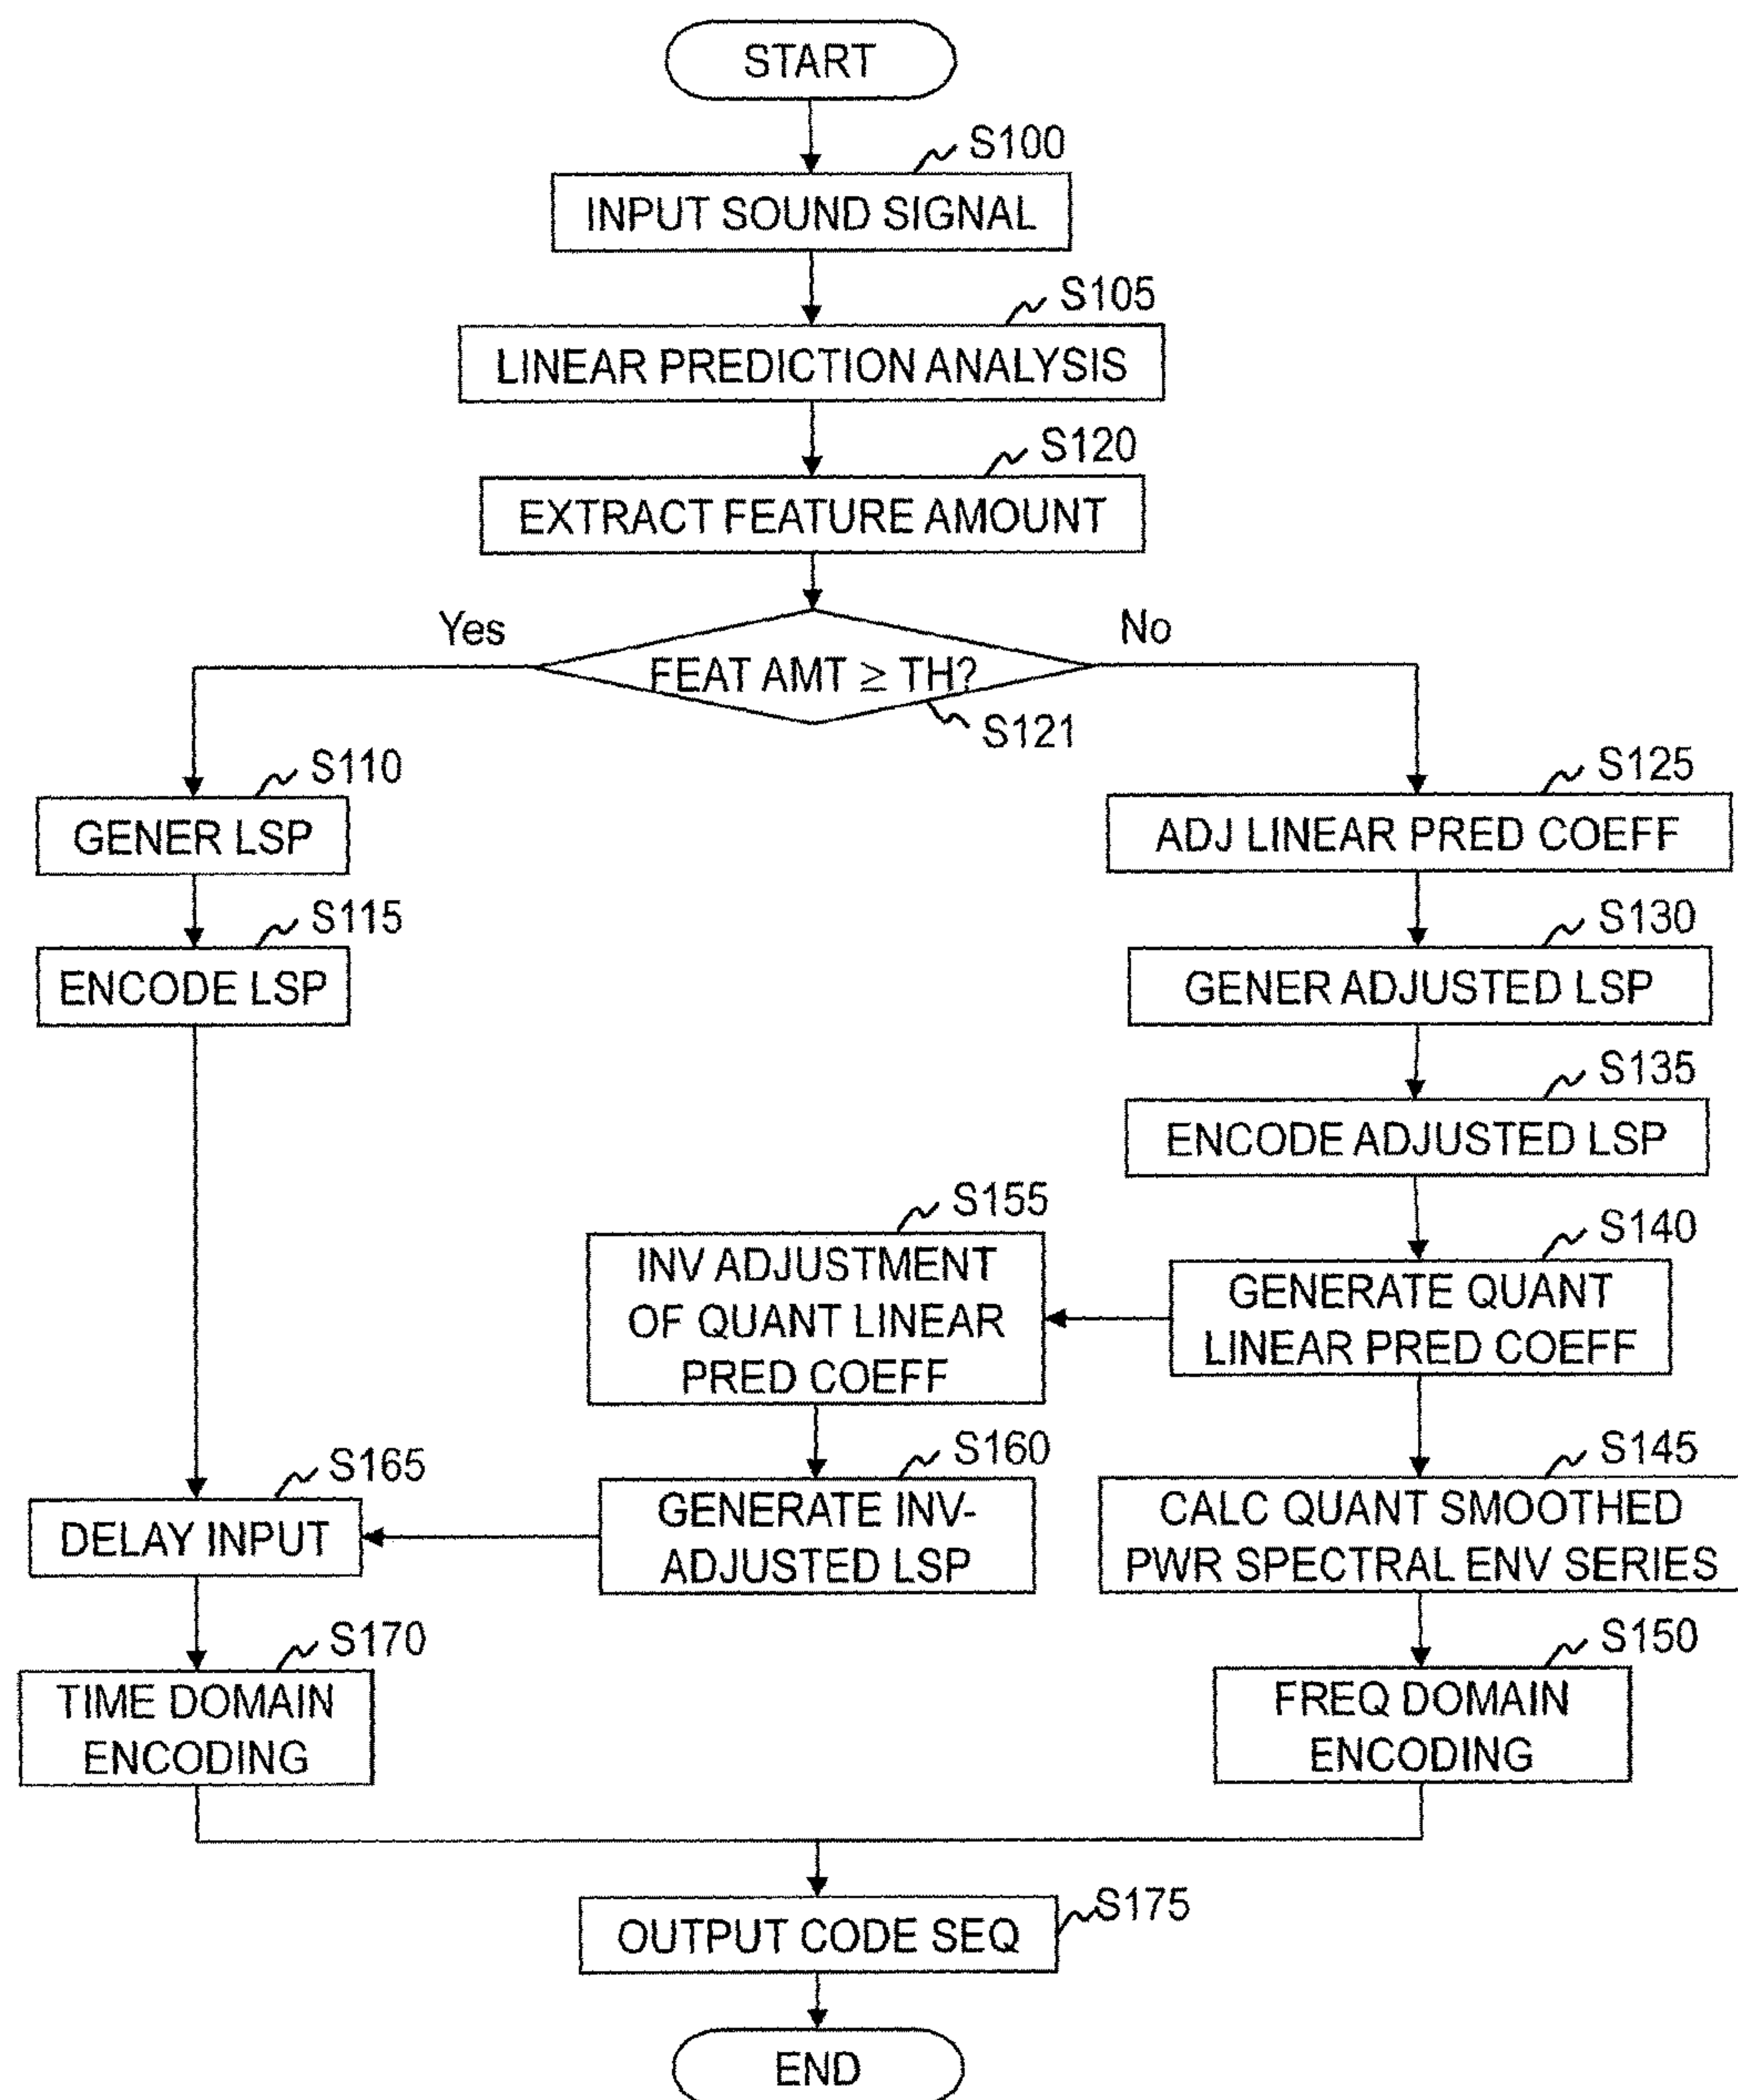 START
S100
INPUT SOUND SIGNAL
S105
LINEAR PREDICTION ANALYSIS
S120
EXTRACT FEATURE AMOUNT
Yes
No
FEAT AMT ≥ TH?
S121
S110
GENER LSP
S115
ENCODE LSP
S125
ADJ LINEAR PRED COEFF
S130
GENER ADJUSTED LSP
S135
ENCODE ADJUSTED LSP
S140
GENERATE QUANT
LINEAR PRED COEFF
S155
INV ADJUSTMENT
OF QUANT LINEAR
PRED COEFF
S160
GENERATE INV-
ADJUSTED LSP
S145
CALC QUANT SMOOTHED
PWR SPECTRAL ENV SERIES
S165
DELAY INPUT
S170
TIME DOMAIN
ENCODING
S150
FREQ DOMAIN
ENCODING
S175
OUTPUT CODE SEQ
END